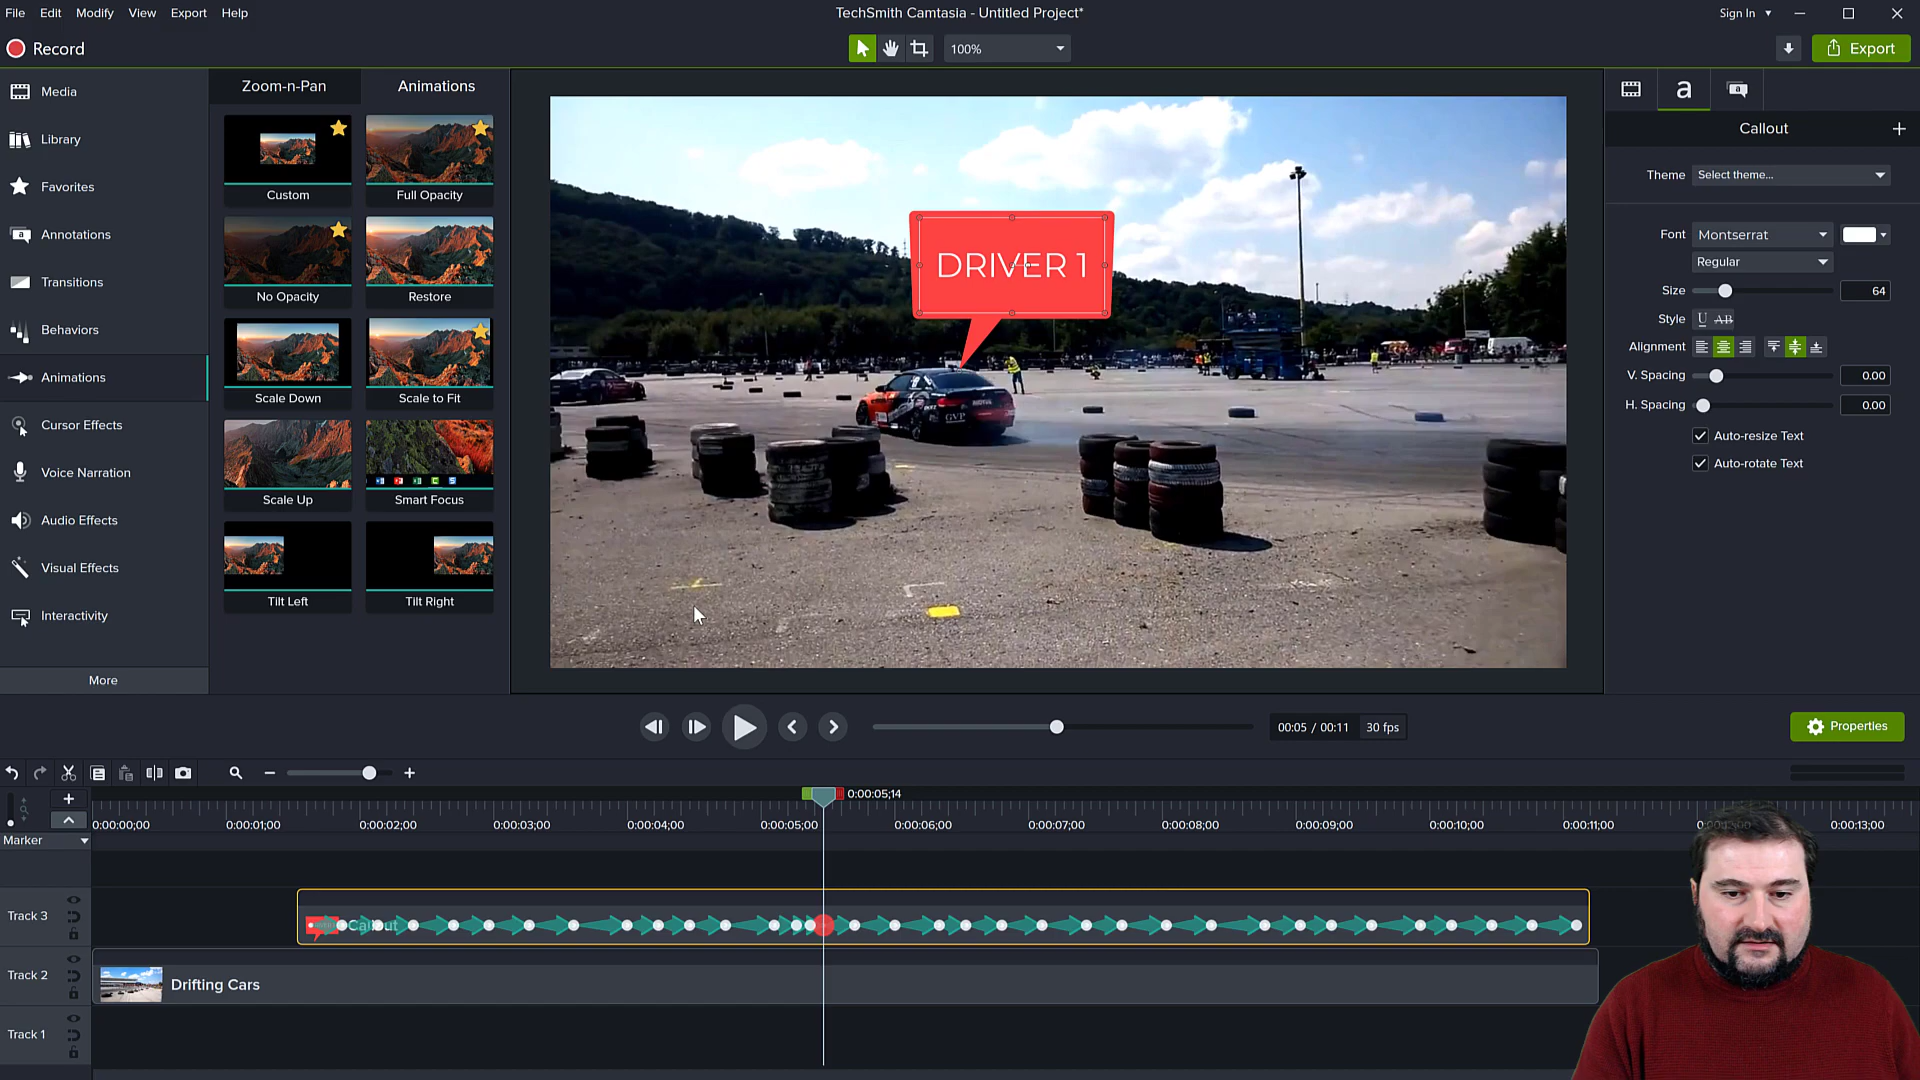 File Edit Modify View Export Help
TechSmith Camtasia - Untitled Project*
Sign In
Record
100%
Export
Media
Library
Favorites
Annotations
Transitions
Behaviors
Animations
Cursor Effects
Voice Narration
Audio Effects
Visual Effects
Interactivity
More
Zoom-n-Pan Animations
Custom Full Opacity
No Opacity Restore
Scale Down Scale to Fit
Scale Up Smart Focus
Tilt Left Tilt Right
DRIVER 1
GVP
a
Callout
Theme Select theme...
Font Montserrat
Regular
Size 64
Style U AB
Alignment
V. Spacing 0.00
H. Spacing 0.00
Auto-resize Text
Auto-rotate Text
00:05 / 00:11 30 fps
Properties
0:00:05;14
0:00:00;00 0:00:01;00 0:00:02;00 0:00:03;00 0:00:04;00 0:00:05;00 0:00:06;00 0:00:07;00 0:00:08;00 0:00:09;00 0:00:10;00 0:00:11;00 0:00:12;00 0:00:13;00
Marker
Track 3 Callout
Track 2 Drifting Cars
Track 1